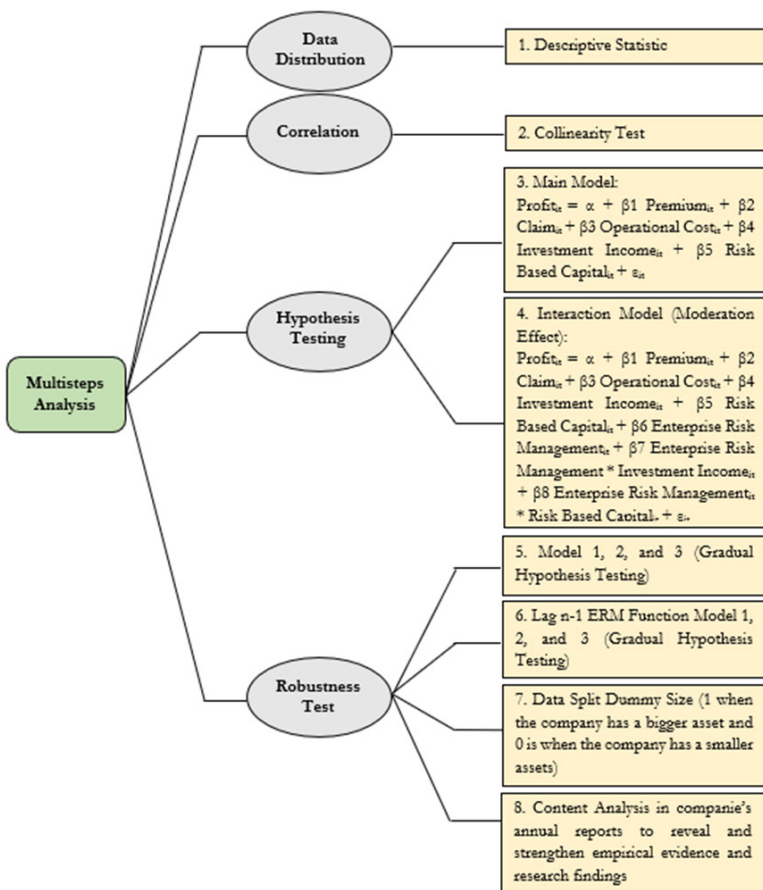 Data
Distribution
1. Descriptive Statistic
Correlation
2. Collinearity Test
3. Main Model:
Profitᵢₜ = α + β1 Premiumᵢₜ + β2
Claimᵢₜ + β3 Operational Costᵢₜ + β4
Investment Incomeᵢₜ + β5 Risk
Based Capitalᵢₜ + εᵢₜ
Hypothesis
Testing
4. Interaction Model (Moderation
Effect):
Profitᵢₜ = α + β1 Premiumᵢₜ + β2
Claimᵢₜ + β3 Operational Costᵢₜ + β4
Investment Incomeᵢₜ + β5 Risk
Based Capitalᵢₜ + β6 Enterprise Risk
Managementᵢₜ + β7 Enterprise Risk
Management * Investment Incomeᵢₜ
+ β8 Enterprise Risk Managementᵢₜ
* Risk Based Capitalᵢₜ + εᵢₜ
Multisteps
Analysis
5. Model 1, 2, and 3 (Gradual
Hypothesis Testing)
6. Lag n-1 ERM Function Model 1,
2, and 3 (Gradual Hypothesis
Testing)
Robustness
Test
7. Data Split Dummy Size (1 when
the company has a bigger asset and
0 is when the company has a smaller
assets)
8. Content Analysis in companie's
annual reports to reveal and
strengthen empirical evidence and
research findings